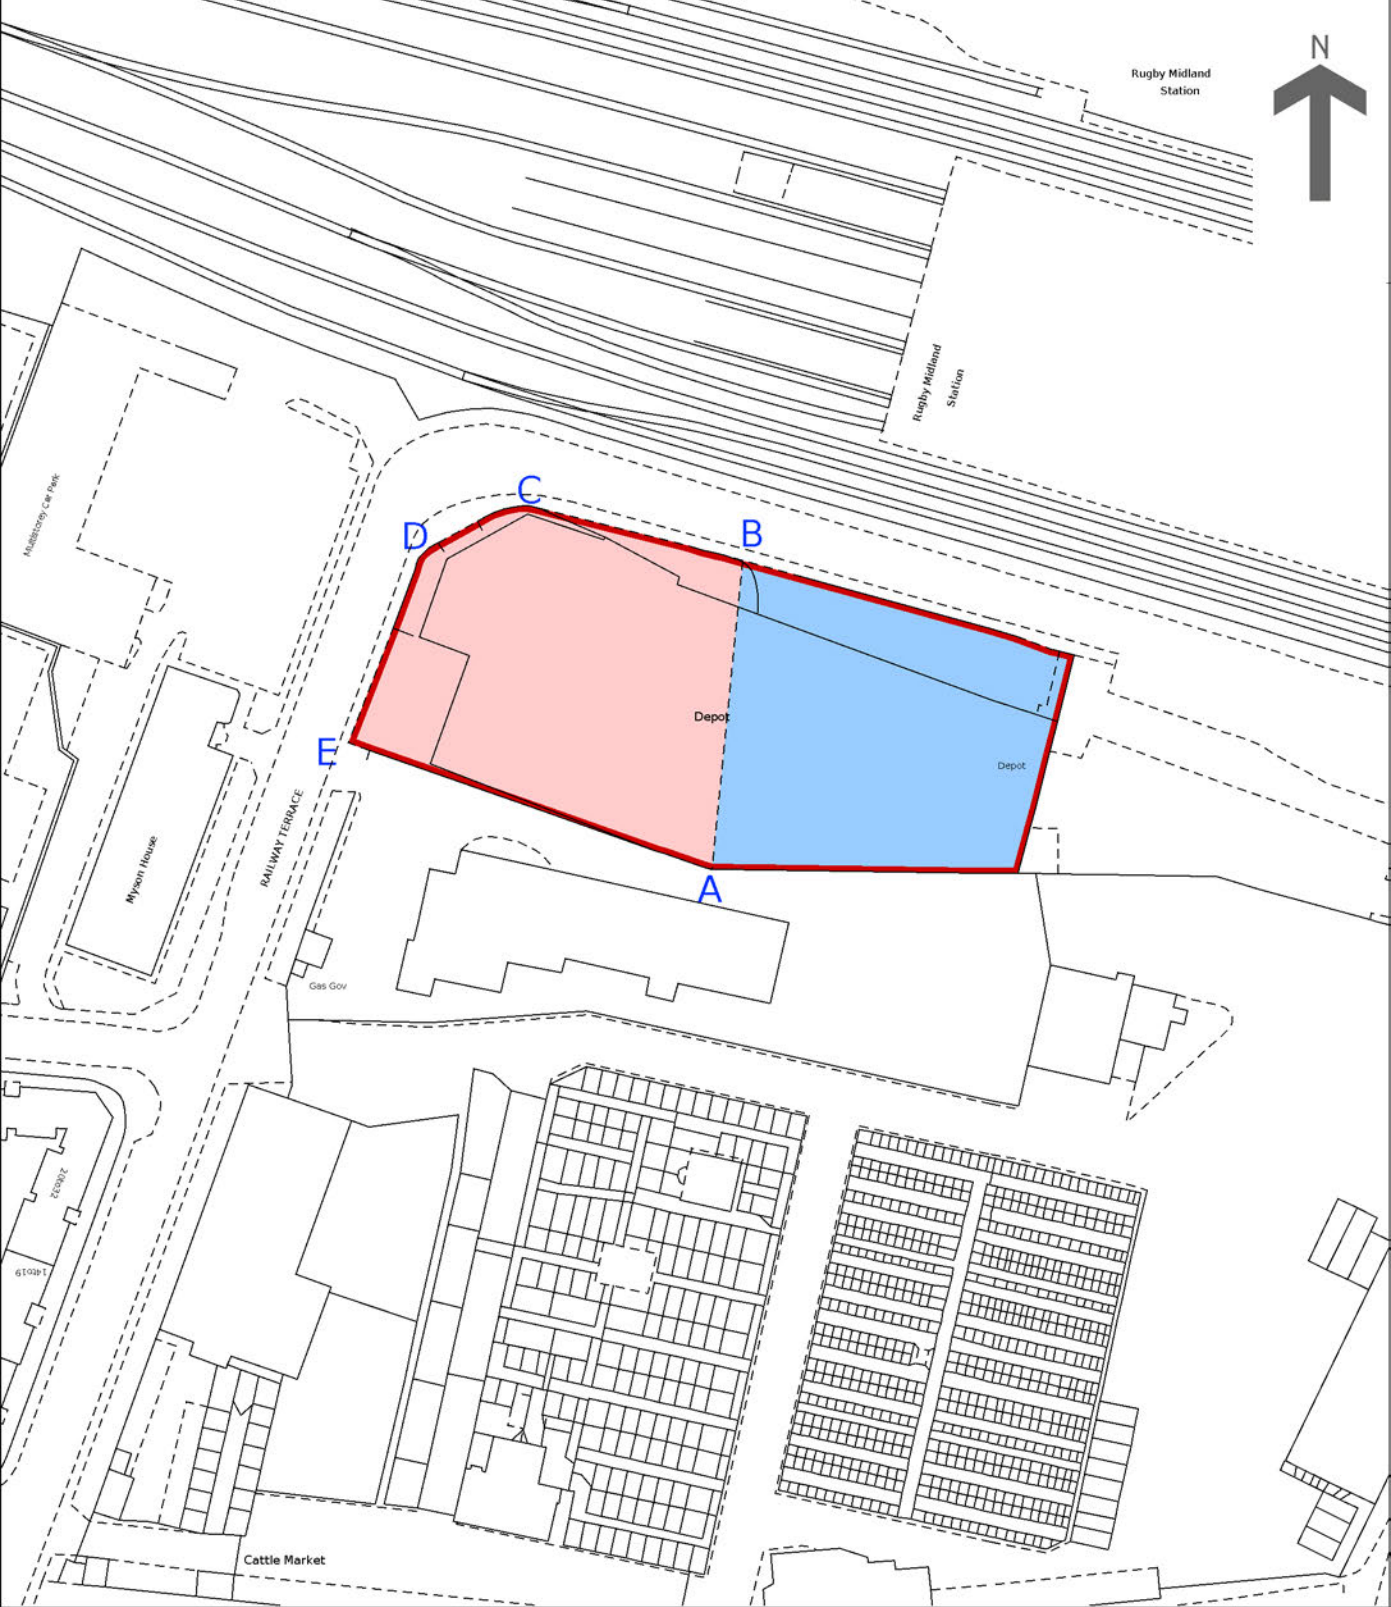 N
Rugby Midland
Station
Rugby Midland
Station
Multistorey Car Park
C
D
B
Depot
E
Depot
RAILWAY TERRACE
Myson House
A
Gas Gov
20to32
14to19
Cattle Market